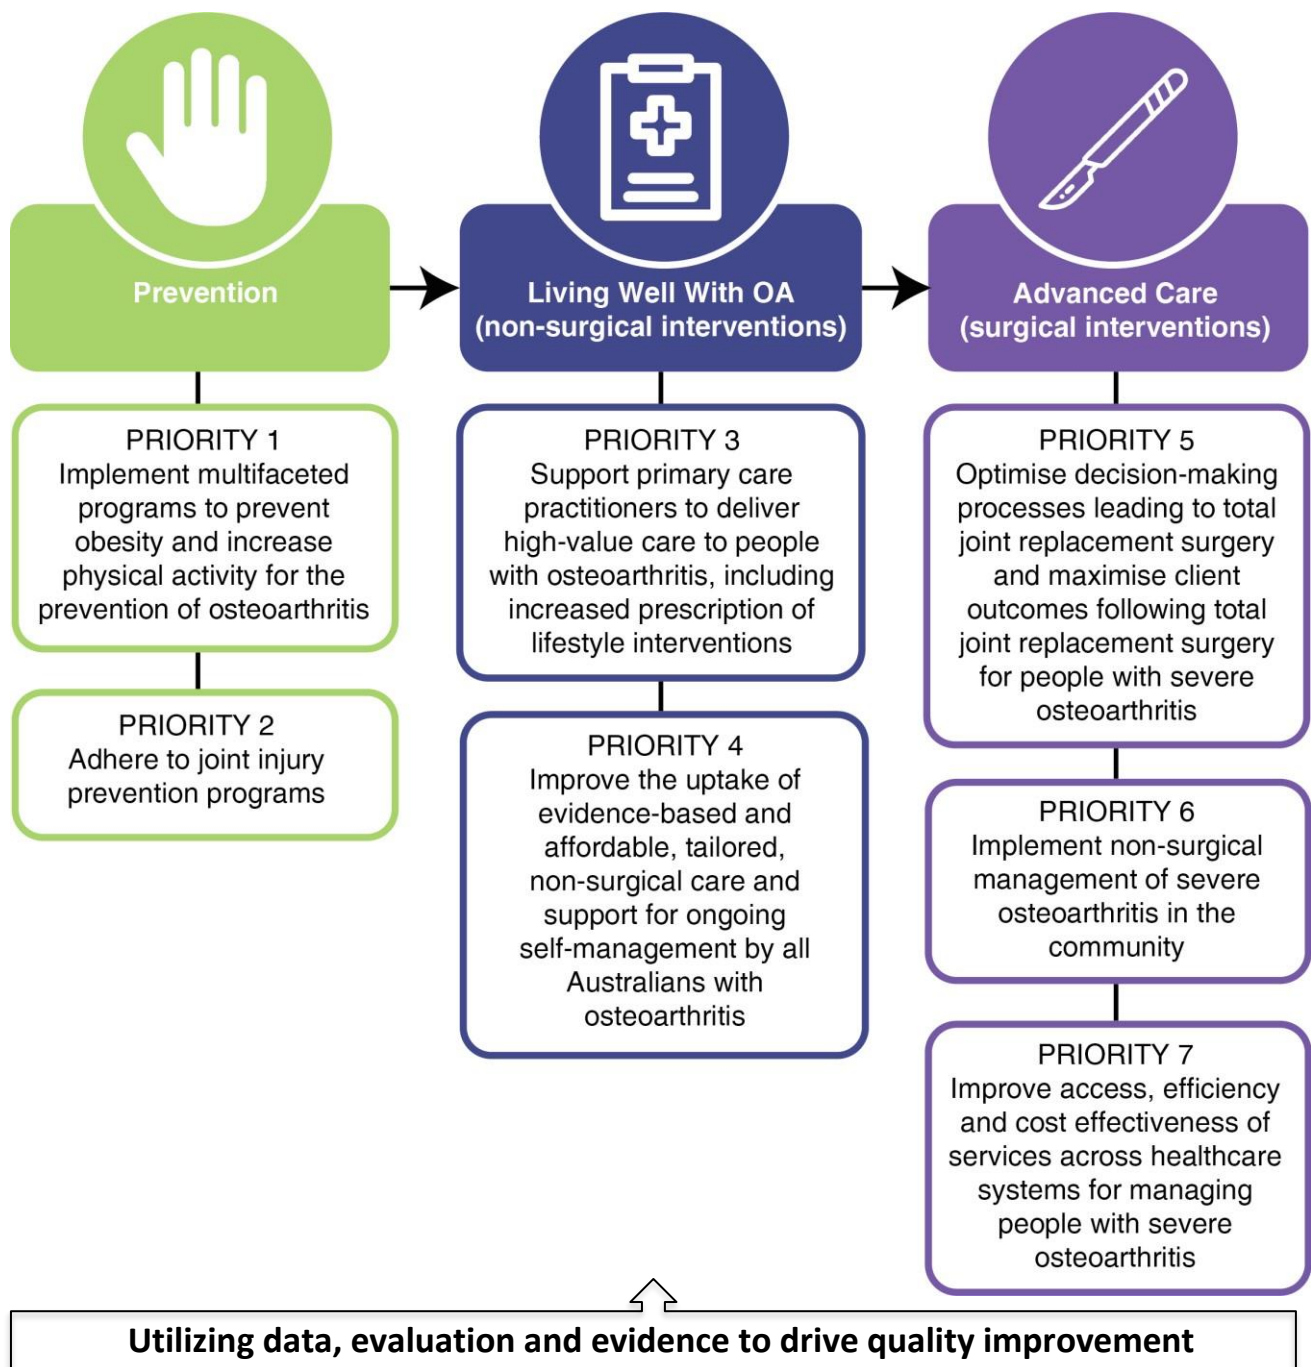 Prevention
Living Well With OA
(non-surgical interventions)
Advanced Care
(surgical interventions)
PRIORITY 1
Implement multifaceted
programs to prevent
obesity and increase
physical activity for the
prevention of osteoarthritis
PRIORITY 2
Adhere to joint injury
prevention programs
PRIORITY 3
Support primary care
practitioners to deliver
high-value care to people
with osteoarthritis, including
increased prescription of
lifestyle interventions
PRIORITY 4
Improve the uptake of
evidence-based and
affordable, tailored,
non-surgical care and
support for ongoing
self-management by all
Australians with
osteoarthritis
PRIORITY 5
Optimise decision-making
processes leading to total
joint replacement surgery
and maximise client
outcomes following total
joint replacement surgery
for people with severe
osteoarthritis
PRIORITY 6
Implement non-surgical
management of severe
osteoarthritis in the
community
PRIORITY 7
Improve access, efficiency
and cost effectiveness of
services across healthcare
systems for managing
people with severe
osteoarthritis
Utilizing data, evaluation and evidence to drive quality improvement